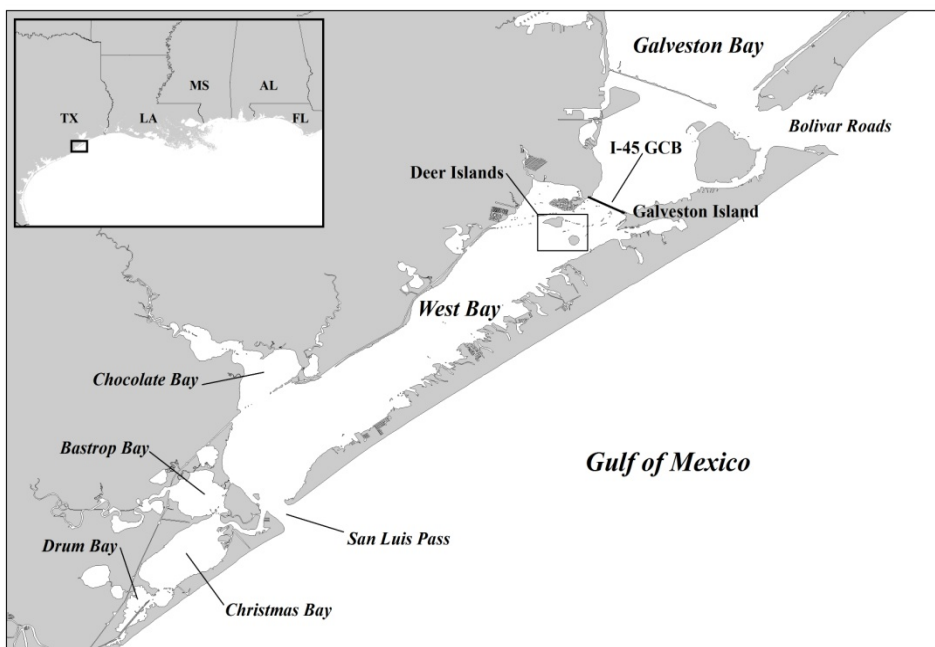 MS
AL
TX
LA
FL
Galveston Bay
Bolivar Roads
I-45 GCB
Deer Islands
Galveston Island
West Bay
Chocolate Bay
Bastrop Bay
Gulf of Mexico
San Luis Pass
Drum Bay
Christmas Bay